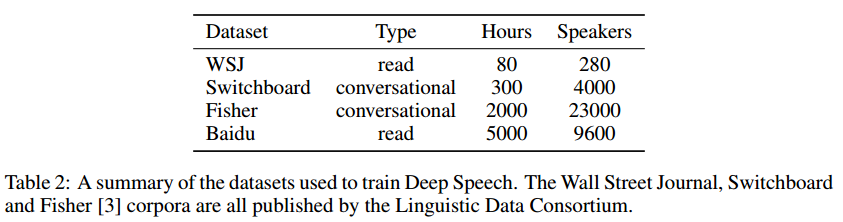 Dataset Type Hours Speakers
WSJ read 80 280
Switchboard conversational 300 4000
Fisher conversational 2000 23000
Baidu read 5000 9600
Table 2: A summary of the datasets used to train Deep Speech. The Wall Street Journal, Switchboard
and Fisher [3] corpora are all published by the Linguistic Data Consortium.